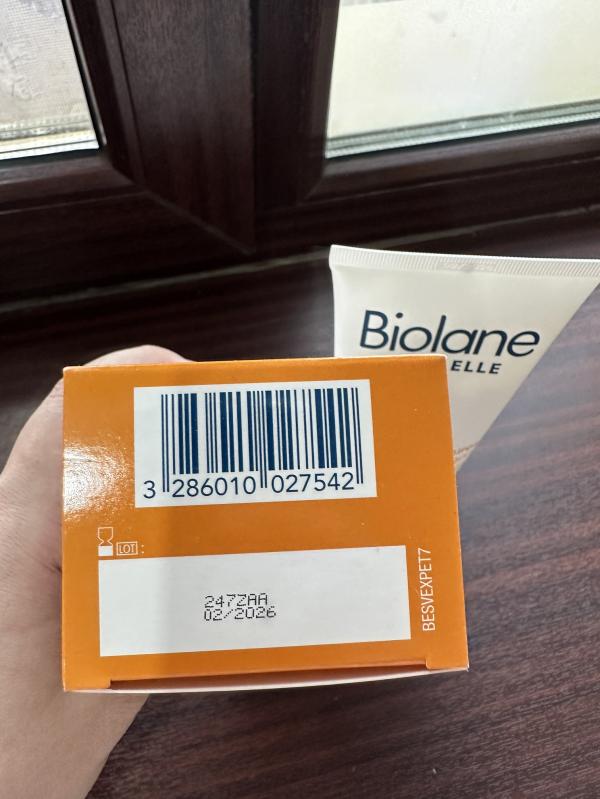 Biolane
ELLE
3 286010 027542
LOT :
247ZAA
02/2026
BESVEXPET7